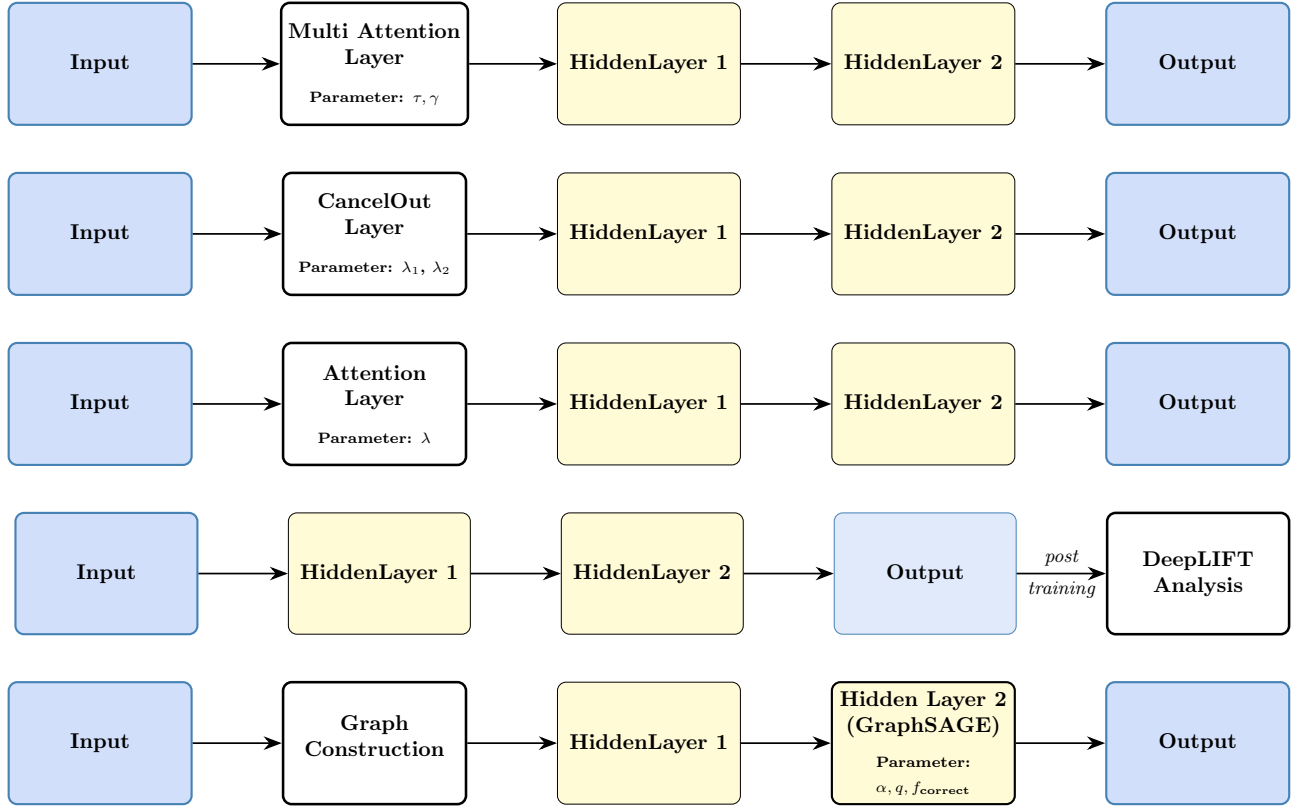 Input
Multi Attention
Layer
Parameter: τ, γ
HiddenLayer 1
HiddenLayer 2
Output
Input
CancelOut
Layer
Parameter: λ₁, λ₂
HiddenLayer 1
HiddenLayer 2
Output
Input
Attention
Layer
Parameter: λ
HiddenLayer 1
HiddenLayer 2
Output
Input
HiddenLayer 1
HiddenLayer 2
Output
post
training
DeepLIFT
Analysis
Input
Graph
Construction
HiddenLayer 1
Hidden Layer 2
(GraphSAGE)
Parameter:
α, q, f_correct
Output